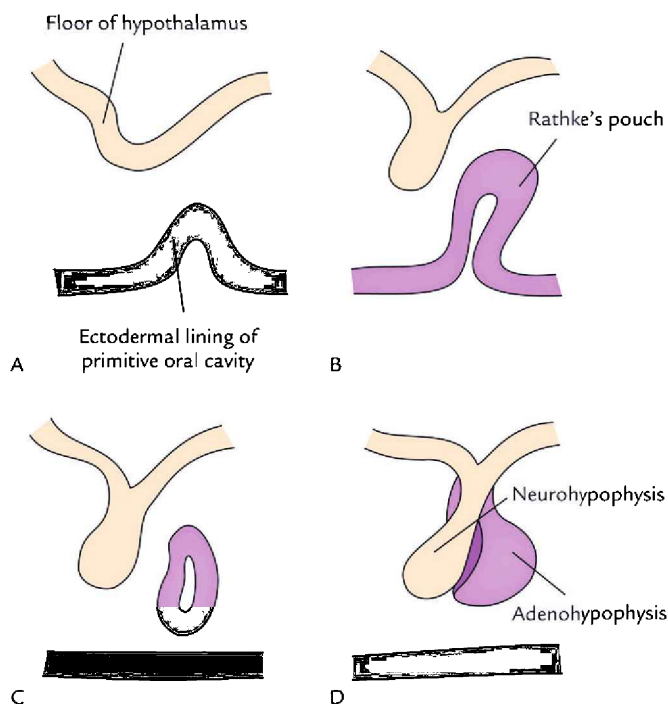 Floor of hypothalamus
Rathke's pouch
Ectodermal lining of
primitive oral cavity
A
B
Neurohypophysis
Adenohypophysis
C
D